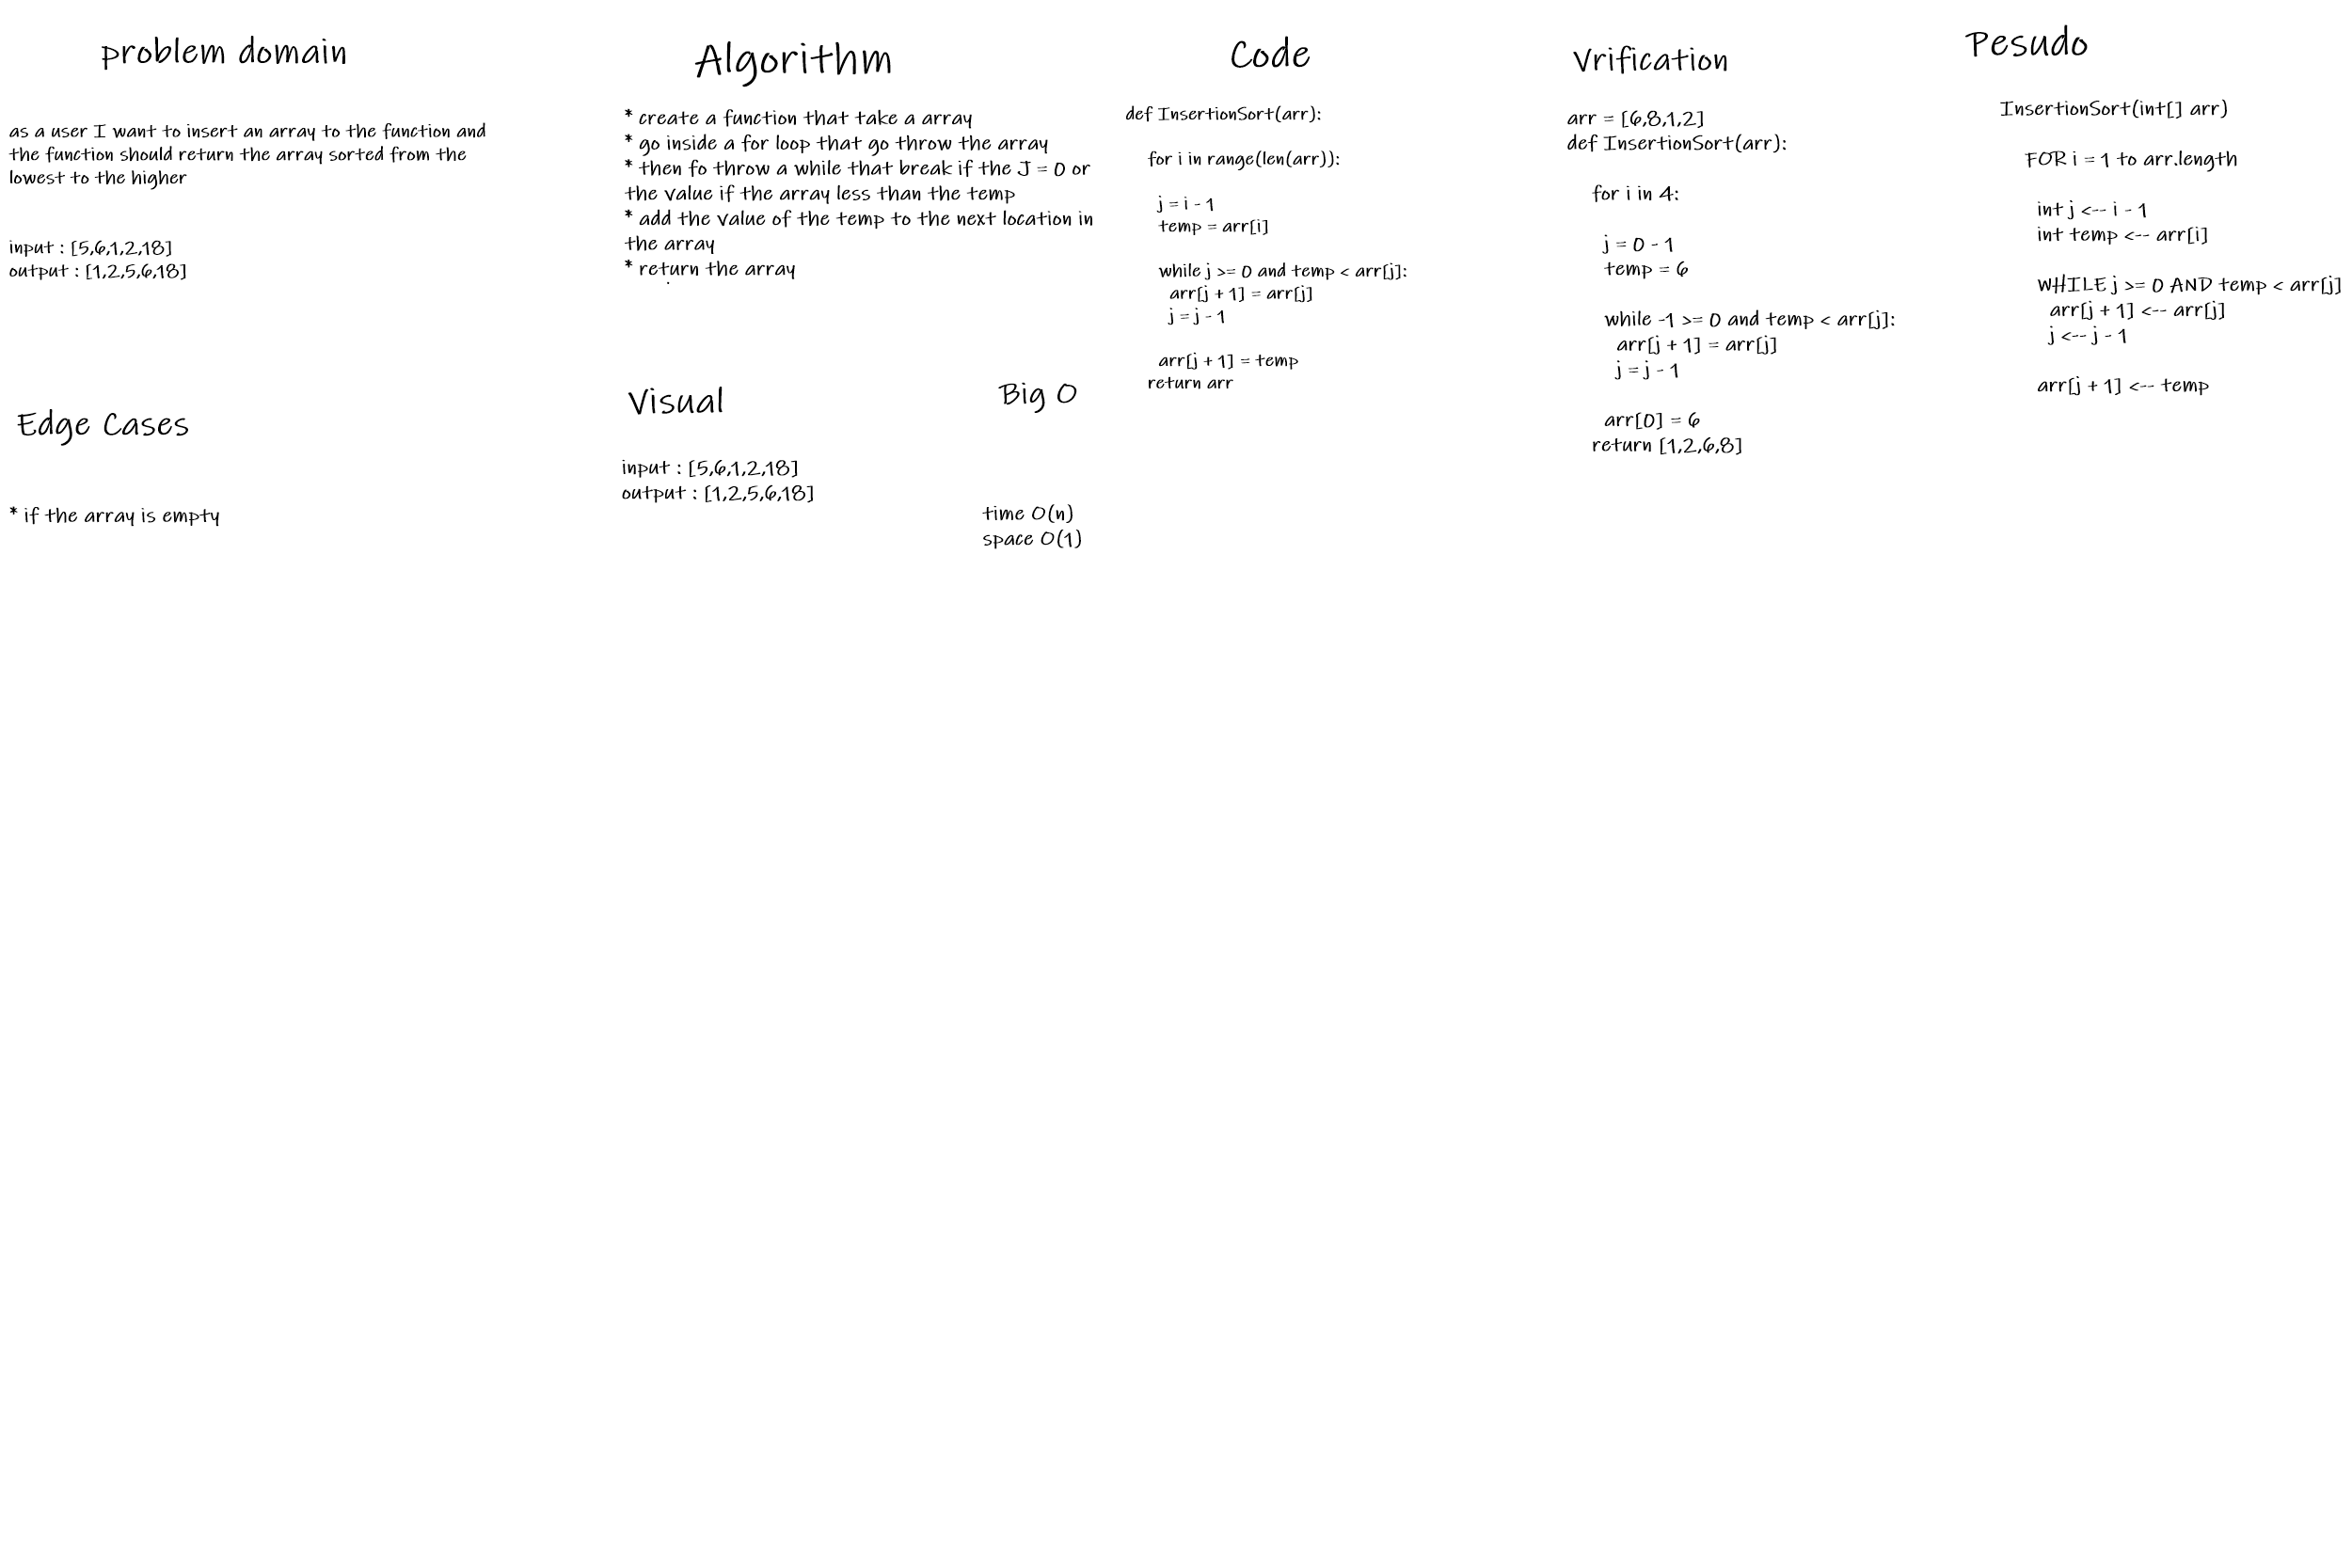 problem domain
as a user I want to insert an array to the function and
the function should return the array sorted from the
lowest to the higher
input : [5,6,1,2,18]
output : [1,2,5,6,18]
Edge Cases
* if the array is empty
Algorithm
* create a function that take a array
* go inside a for loop that go throw the array
* then fo throw a while that break if the J = 0 or
the value if the array less than the temp
* add the value of the temp to the next location in
the array
* return the array
Visual
input : [5,6,1,2,18]
output : [1,2,5,6,18]
Big O
time O(n)
space O(1)
Code
def InsertionSort(arr):
for i in range(len(arr)):
j = i - 1
temp = arr[i]
while j >= 0 and temp < arr[j]:
arr[j + 1] = arr[j]
j = j - 1
arr[j + 1] = temp
return arr
Vrification
arr = [6,8,1,2]
def InsertionSort(arr):
for i in 4:
j = 0 - 1
temp = 6
while -1 >= 0 and temp < arr[j]:
arr[j + 1] = arr[j]
j = j - 1
arr[0] = 6
return [1,2,6,8]
Pesudo
InsertionSort(int[] arr)
FOR i = 1 to arr.length
int j <-- i - 1
int temp <-- arr[i]
WHILE j >= 0 AND temp < arr[j]
arr[j + 1] <-- arr[j]
j <-- j - 1
arr[j + 1] <-- temp